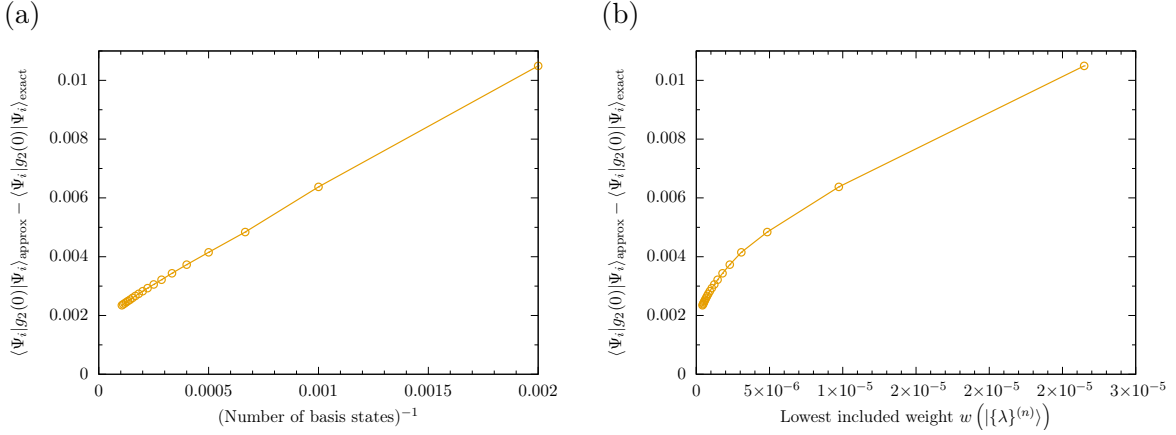 (a)
⟨Ψ_i|g_2(0)|Ψ_i⟩_approx − ⟨Ψ_i|g_2(0)|Ψ_i⟩_exact
0.01
0.008
0.006
0.004
0.002
0
0 0.0005 0.001 0.0015 0.002
(Number of basis states)^−1
(b)
⟨Ψ_i|g_2(0)|Ψ_i⟩_approx − ⟨Ψ_i|g_2(0)|Ψ_i⟩_exact
0.01
0.008
0.006
0.004
0.002
0
0 5×10^−6 1×10^−5 2×10^−5 2×10^−5 2×10^−5 3×10^−5
Lowest included weight w(|{λ}^(n)⟩)